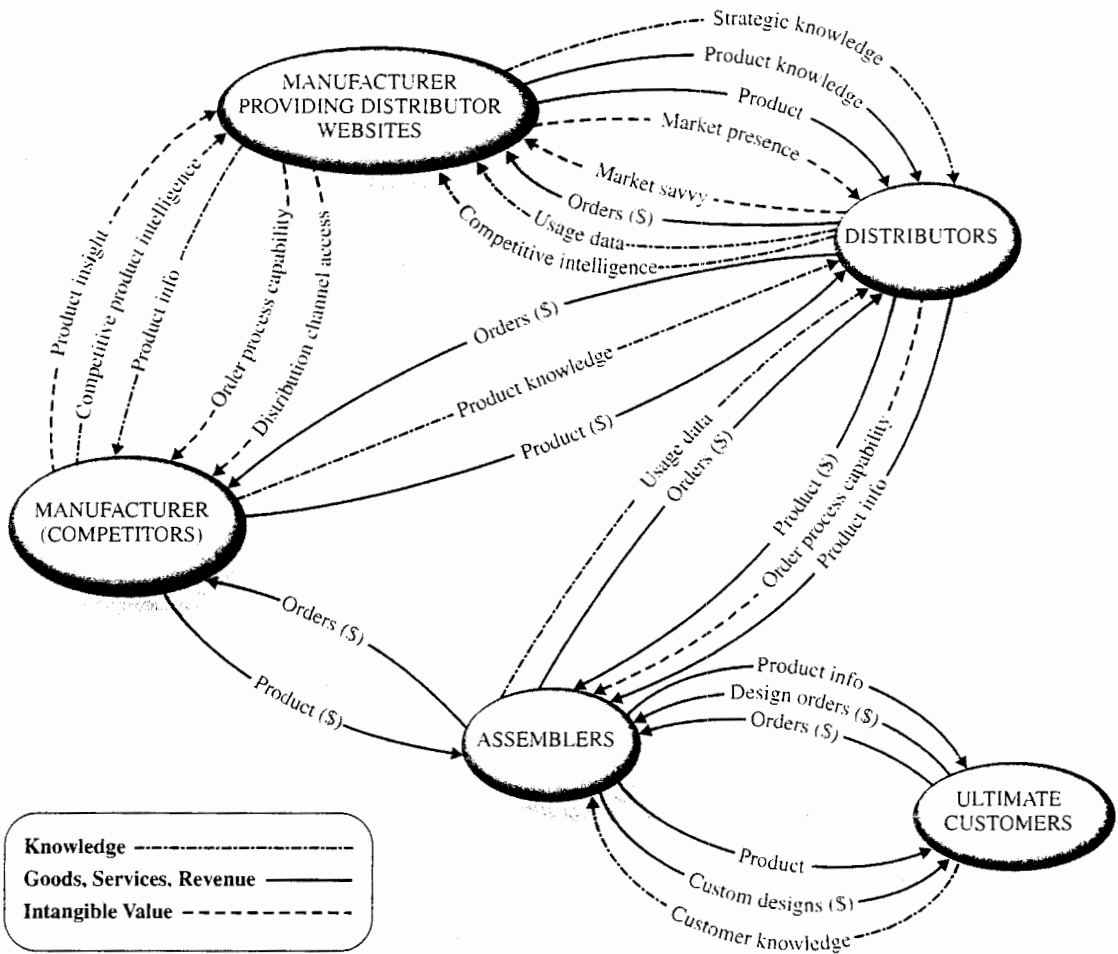 Strategic knowledge
Product knowledge
Product
Market presence
Market savvy
Orders ($)
Usage data
Competitive intelligence
MANUFACTURER
PROVIDING DISTRIBUTOR
WEBSITES
DISTRIBUTORS
Product insight
Competitive product intelligence
Product info
Order process capability
Distribution channel access
Orders ($)
Product knowledge
Product ($)
Usage data
Orders ($)
Product ($)
Order process capability
Product info
MANUFACTURER
(COMPETITORS)
Orders ($)
Product ($)
ASSEMBLERS
Product info
Design orders ($)
Orders ($)
ULTIMATE
CUSTOMERS
Product
Custom designs ($)
Customer knowledge
Knowledge
Goods, Services, Revenue
Intangible Value